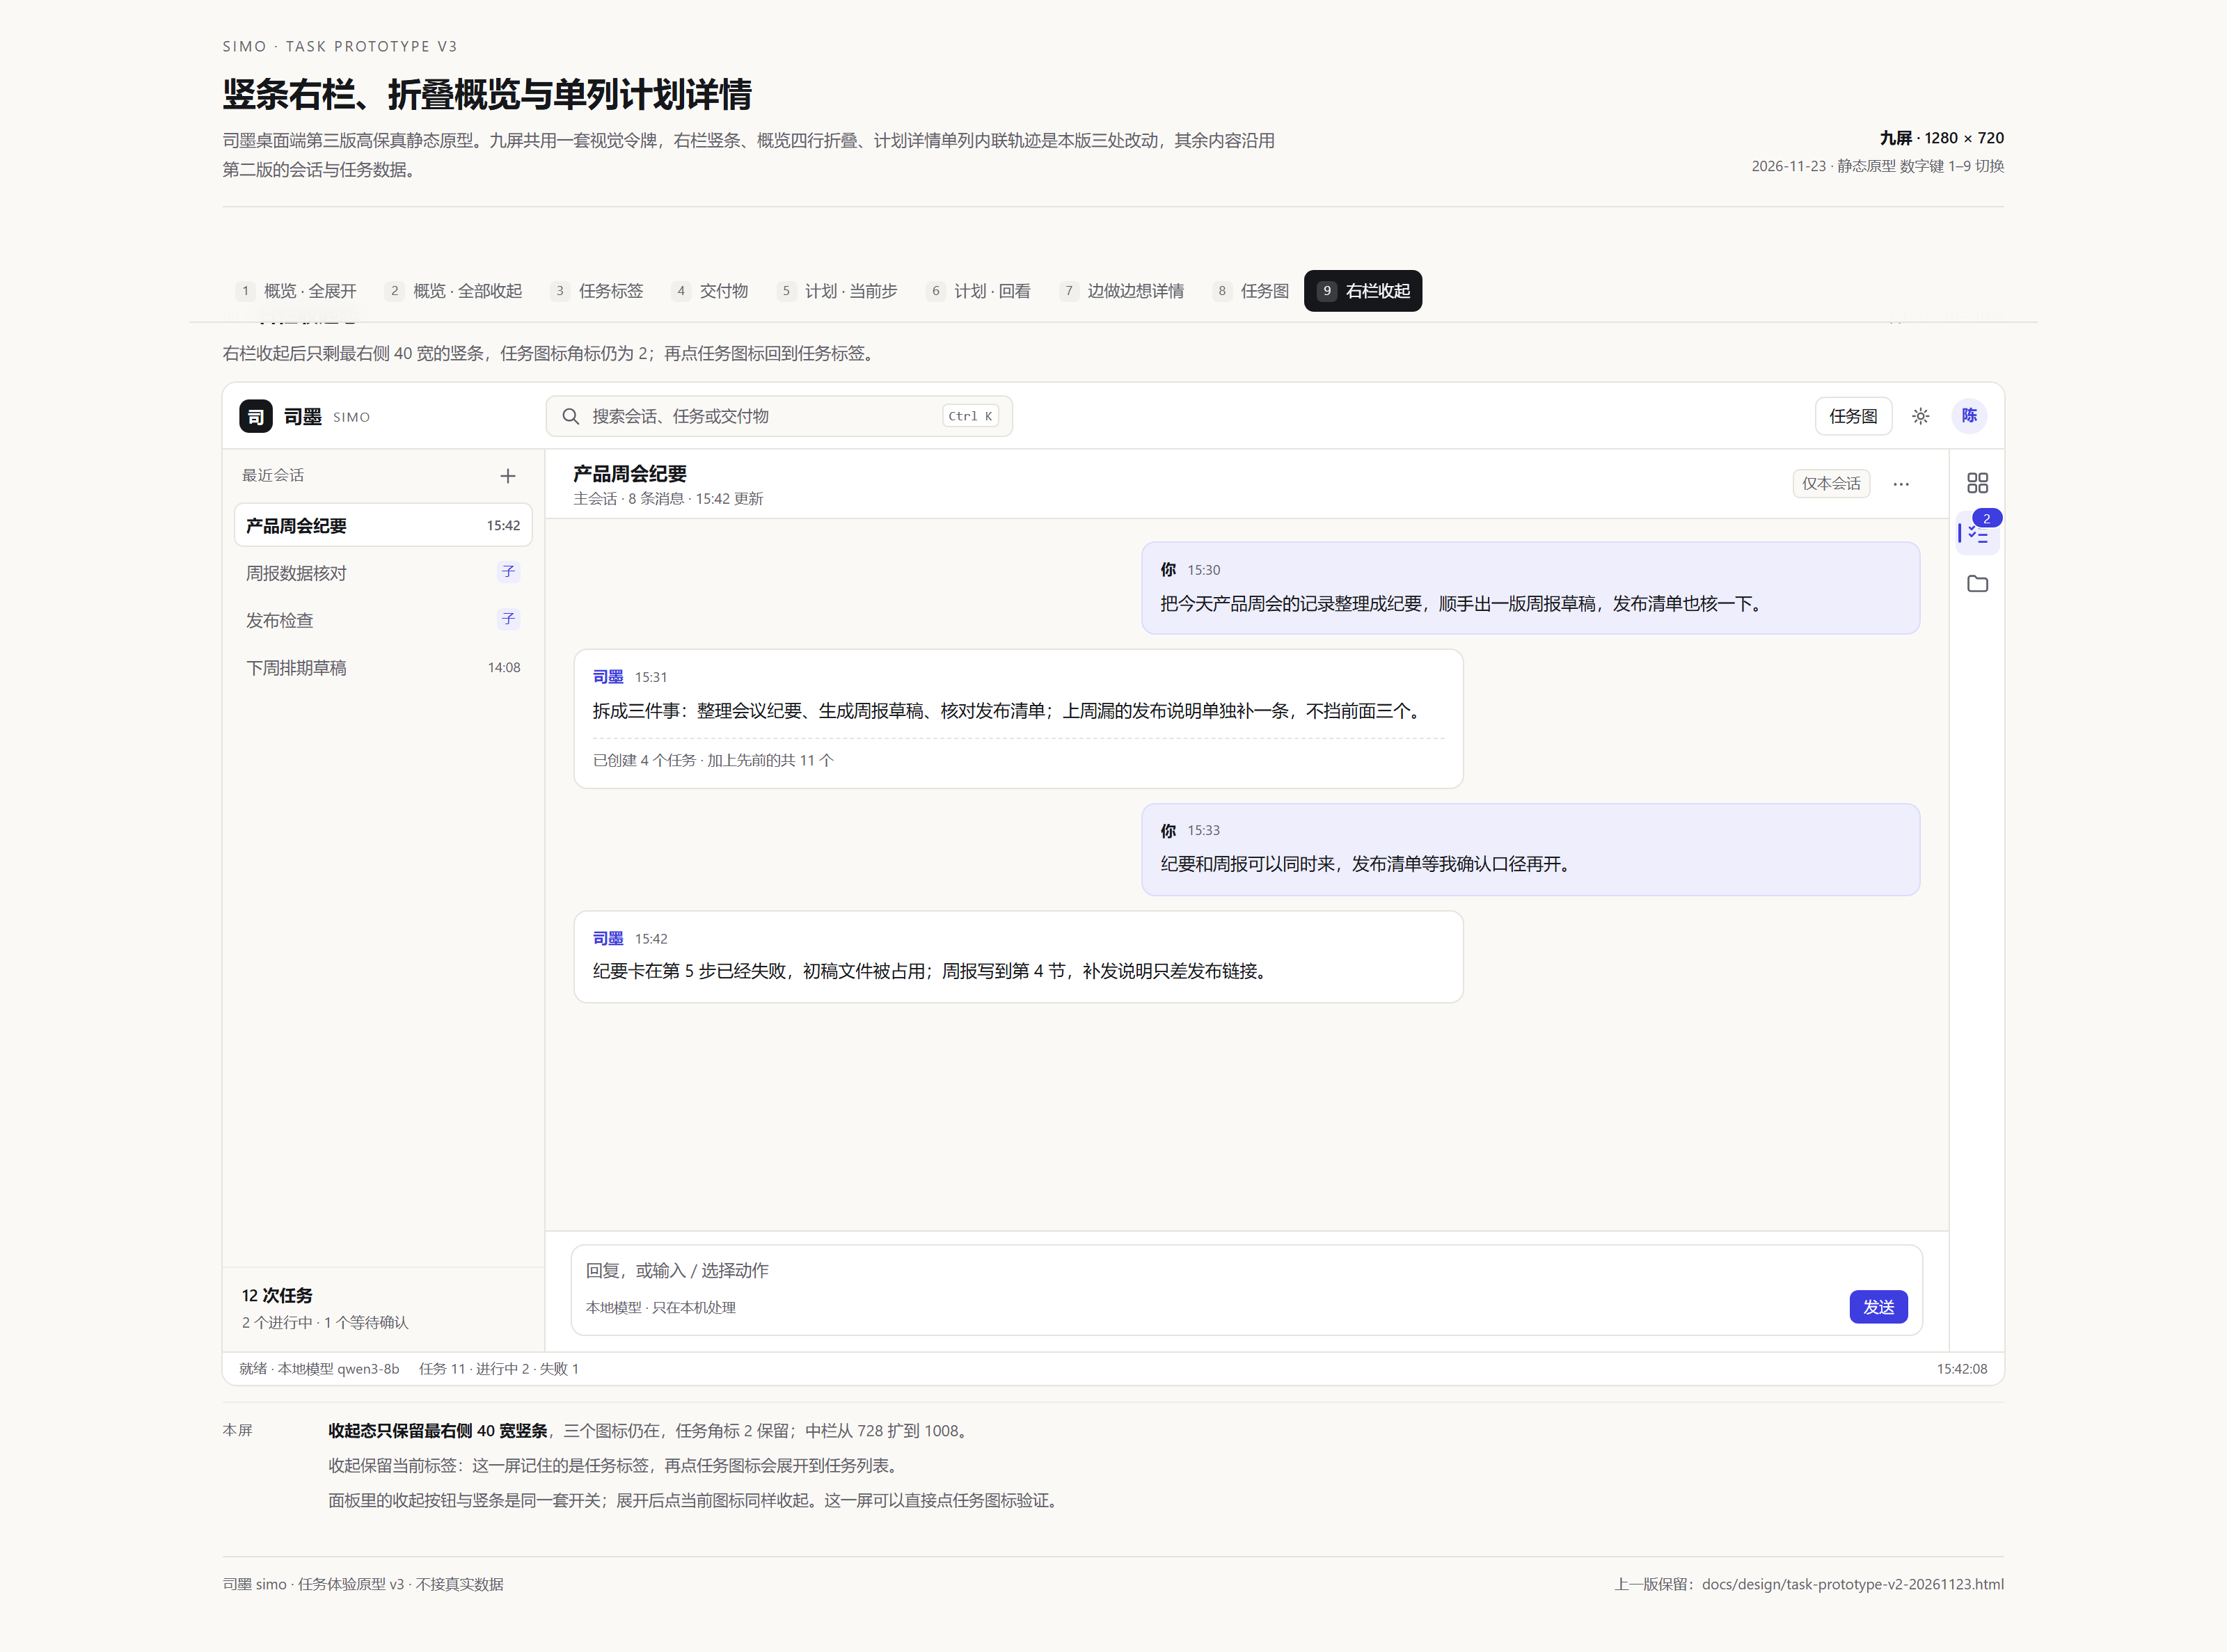 SIMO · TASK PROTOTYPE V3
竖条右栏、折叠概览与单列计划详情
司墨桌面端第三版高保真静态原型。九屏共用一套视觉令牌，右栏竖条、概览四行折叠、计划详情单列内联轨迹是本版三处改动，其余内容沿用
第二版的会话与任务数据。
九屏 · 1280 × 720
2026-11-23 · 静态原型 数字键 1–9 切换
1 概览 · 全展开 2 概览 · 全部收起 3 任务标签 4 交付物 5 计划 · 当前步 6 计划 · 回看 7 边做边想详情 8 任务图 9 右栏收起
右栏收起后只剩最右侧 40 宽的竖条，任务图标角标仍为 2；再点任务图标回到任务标签。
司 司墨 SIMO
搜索会话、任务或交付物 Ctrl K
任务图 陈
最近会话
产品周会纪要 15:42
周报数据核对 子
发布检查 子
下周排期草稿 14:08
12 次任务
2 个进行中 · 1 个等待确认
产品周会纪要
主会话 · 8 条消息 · 15:42 更新
仅本会话 ···
2
你 15:30
把今天产品周会的记录整理成纪要，顺手出一版周报草稿，发布清单也核一下。
司墨 15:31
拆成三件事：整理会议纪要、生成周报草稿、核对发布清单；上周漏的发布说明单独补一条，不挡前面三个。
已创建 4 个任务 · 加上先前的共 11 个
你 15:33
纪要和周报可以同时来，发布清单等我确认口径再开。
司墨 15:42
纪要卡在第 5 步已经失败，初稿文件被占用；周报写到第 4 节，补发说明只差发布链接。
回复，或输入 / 选择动作
本地模型 · 只在本机处理
发送
就绪 · 本地模型 qwen3-8b 任务 11 · 进行中 2 · 失败 1
15:42:08
本屏
收起态只保留最右侧 40 宽竖条，三个图标仍在，任务角标 2 保留；中栏从 728 扩到 1008。
收起保留当前标签：这一屏记住的是任务标签，再点任务图标会展开到任务列表。
面板里的收起按钮与竖条是同一套开关；展开后点当前图标同样收起。这一屏可以直接点任务图标验证。
司墨 simo · 任务体验原型 v3 · 不接真实数据
上一版保留：docs/design/task-prototype-v2-20261123.html